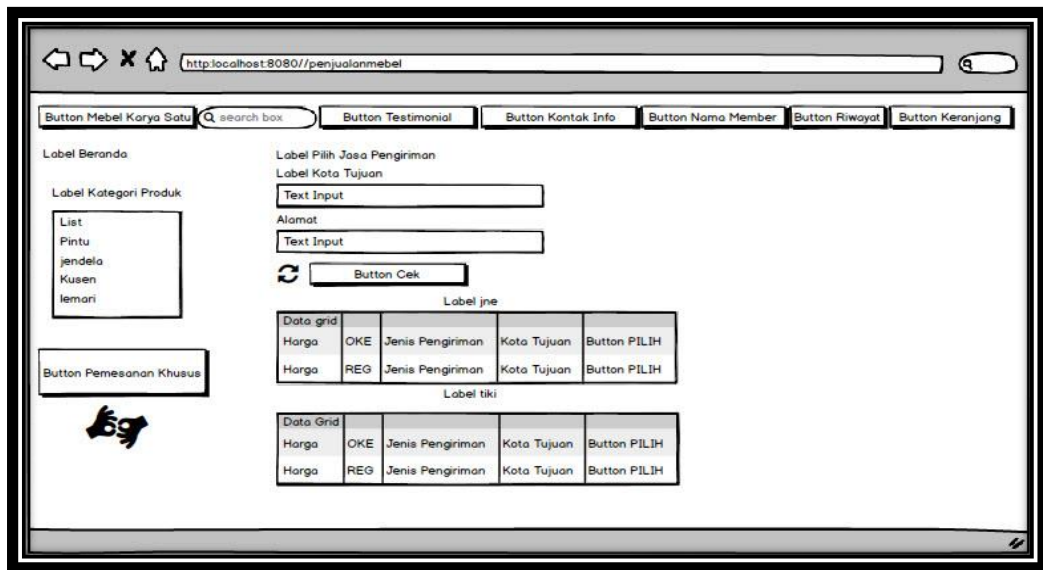 http:localhost:8080//penjualanmebel
Button Mebel Karya Satu search box Button Testimonial Button Kontak Info Button Nama Member Button Riwayat Button Keranjang
Label Beranda
Label Kategori Produk
List
Pintu
jendela
Kusen
lemari
Button Pemesanan Khusus
Label Pilih Jasa Pengiriman
Label Kota Tujuan
Text Input
Alamat
Text Input
Button Cek
Label jne
Data grid
Harga OKE Jenis Pengiriman Kota Tujuan Button PILIH
Harga REG Jenis Pengiriman Kota Tujuan Button PILIH
Label tiki
Data Grid
Harga OKE Jenis Pengiriman Kota Tujuan Button PILIH
Harga REG Jenis Pengiriman Kota Tujuan Button PILIH